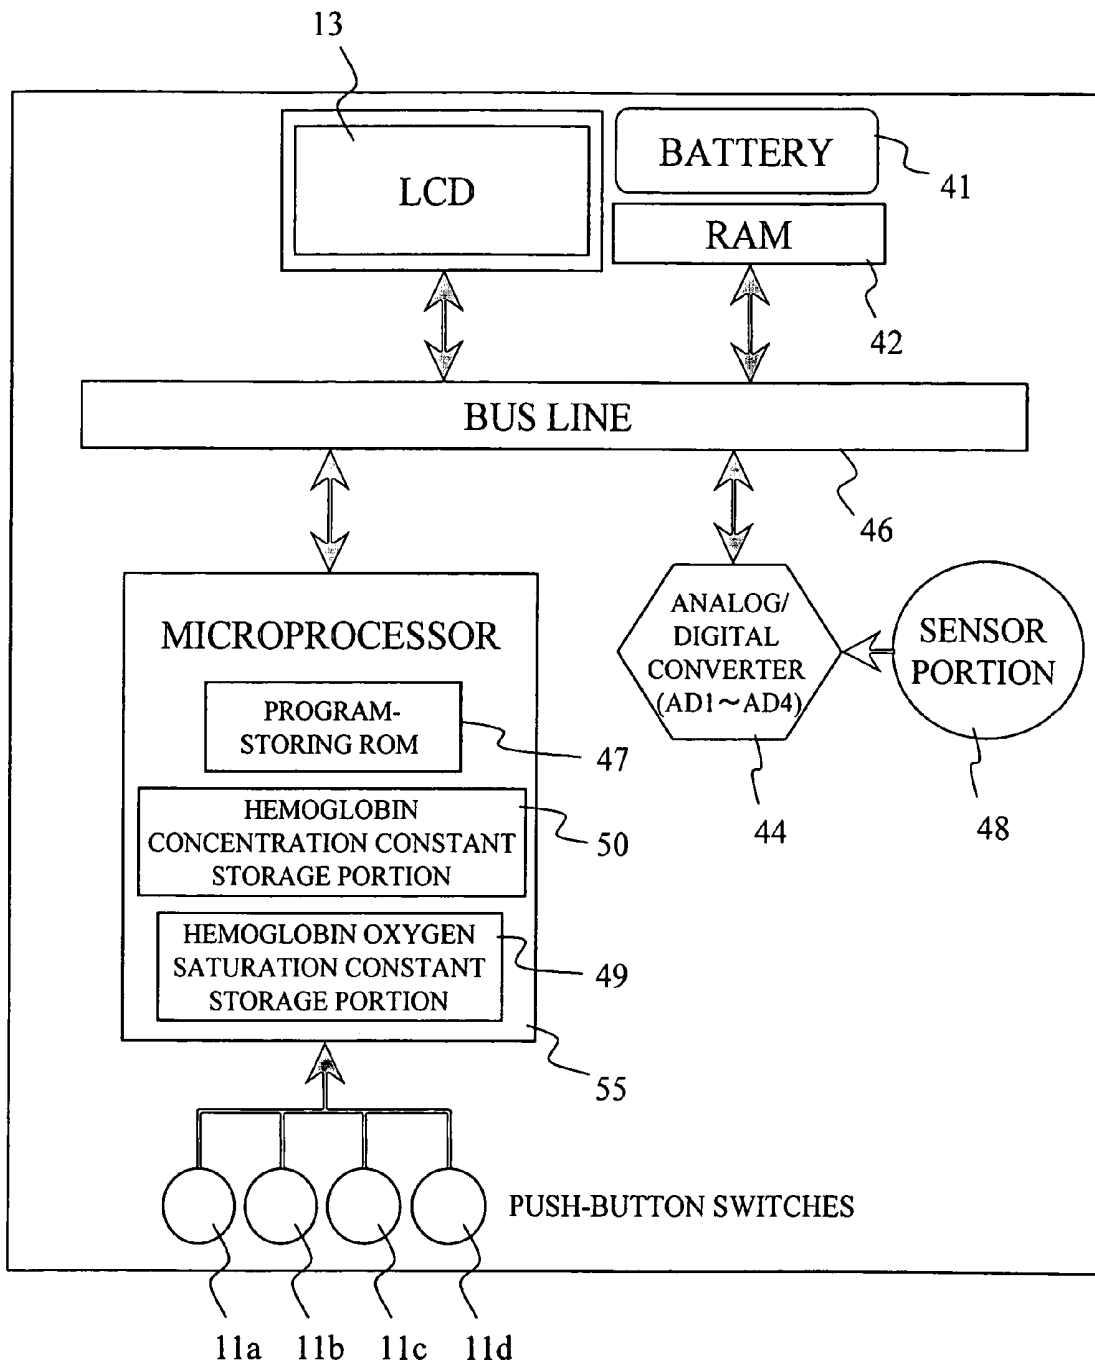 13
LCD
BATTERY
41
RAM
42
BUS LINE
46
MICROPROCESSOR
PROGRAM-
STORING ROM
47
HEMOGLOBIN
CONCENTRATION CONSTANT
STORAGE PORTION
50
HEMOGLOBIN OXYGEN
SATURATION CONSTANT
STORAGE PORTION
49
55
ANALOG/
DIGITAL
CONVERTER
(AD1～AD4)
44
SENSOR
PORTION
48
PUSH-BUTTON SWITCHES
11a 11b 11c 11d